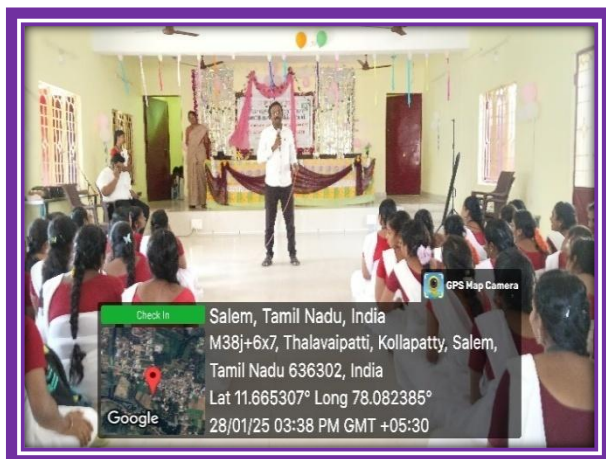 GPS Map Camera
Check In
Google
Salem, Tamil Nadu, India
M38j+6x7, Thalavaipatti, Kollapatty, Salem,
Tamil Nadu 636302, India
Lat 11.665307° Long 78.082385°
28/01/25 03:38 PM GMT +05:30